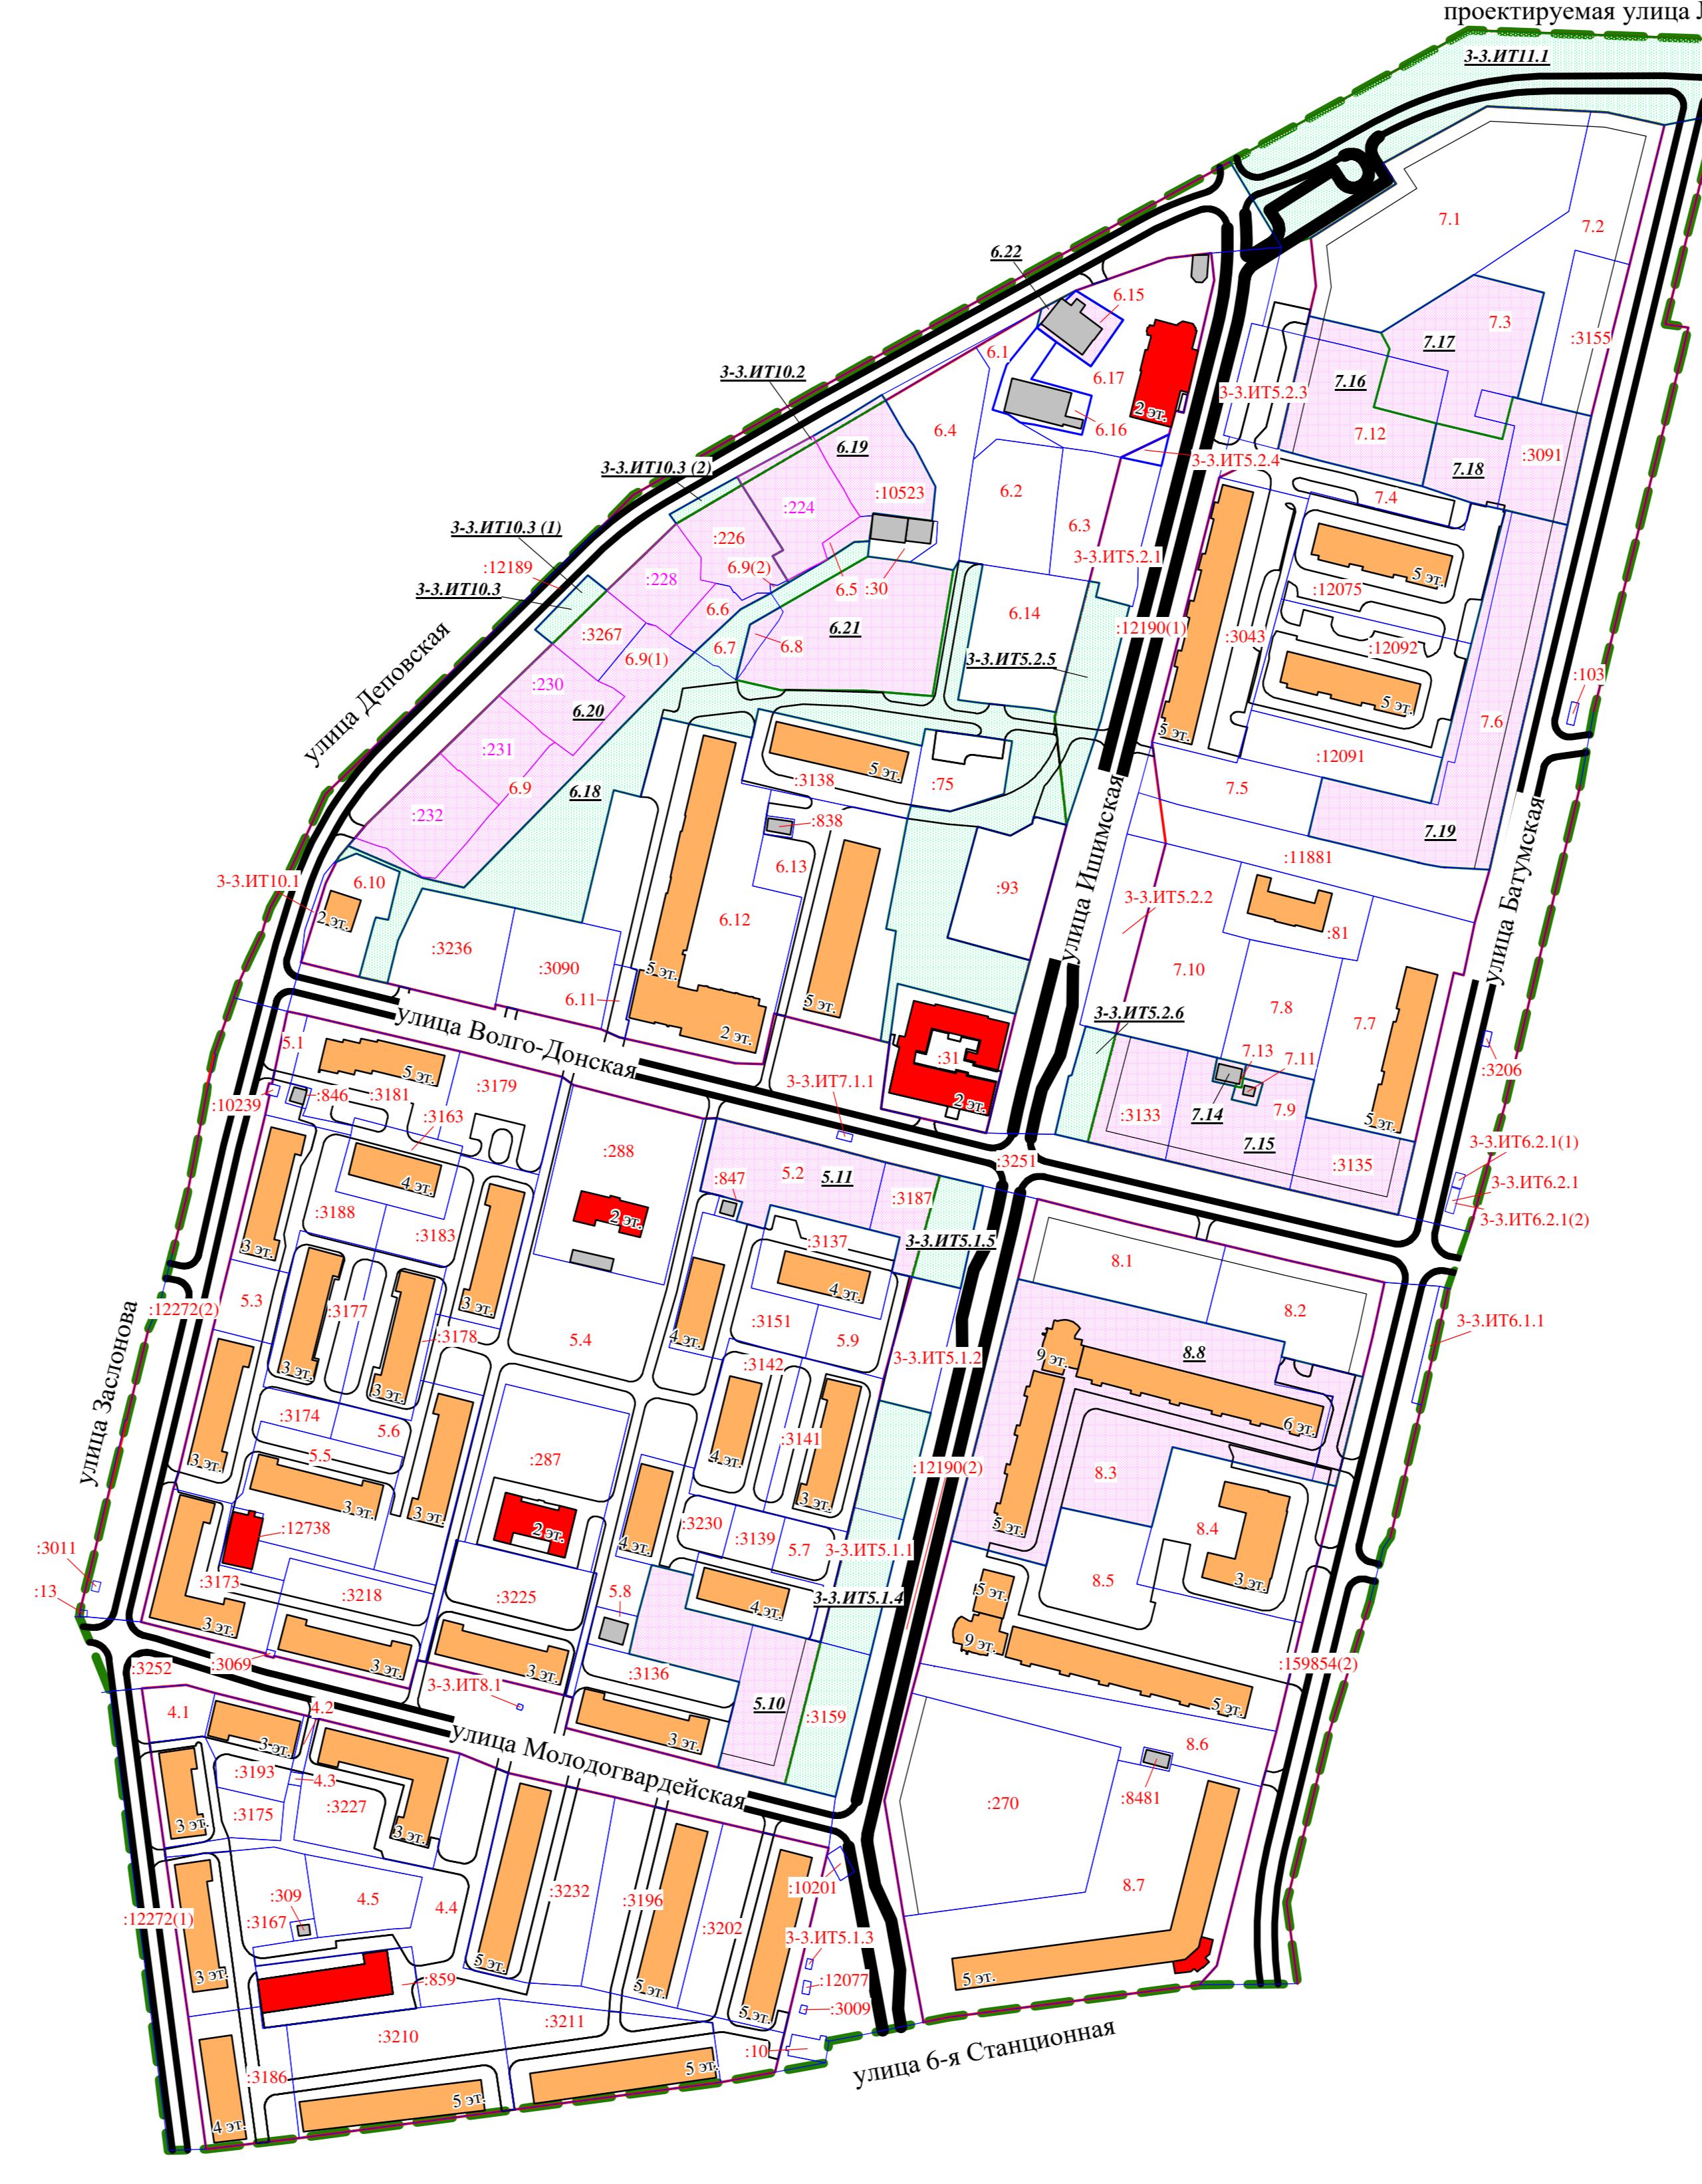 проектируемая улица
3-3.ИТ11.1
7.1
7.2
6.22
6.15
7.3
:3155
7.17
6.1
3-3.ИТ10.2
6.17
7.16
3-3.ИТ5.2.3
2 эт.
6.16
6.4
7.12
6.19
3-3.ИТ5.2.4
:3091
7.18
3-3.ИТ10.3 (2)
:10523
6.2
7.4
:224
3-3.ИТ10.3 (1)
6.3
:226
3-3.ИТ5.2.1
:12189
6.9(2)
5 эт.
:228
3-3.ИТ10.3
6.5
:30
:12075
6.6
6.14
:3267
6.21
:12190(1)
:3043
6.7
6.8
:12092
6.9(1)
3-3.ИТ5.2.5
улица Деповская
:230
:103
5 эт.
6.20
7.6
5 эт.
:231
:12091
5 эт.
:3138
:75
6.9
7.5
6.18
:232
:838
7.19
улица Ишимская
улица Батумская
:11881
6.13
3-3.ИТ10.1
6.10
:93
3-3.ИТ5.2.2
2 эт.
6.12
:81
:3236
:3090
5 эт.
7.10
6.11
5 эт.
7.8
3-3.ИТ5.2.6
7.7
улица Волго-Донская
2 эт.
5.1
7.13
7.11
:31
5 эт.
:3179
3-3.ИТ7.1.1
:3206
:846
:3181
:10239
2 эт.
:3133
7.14
7.9
:3163
5 эт.
7.15
3-3.ИТ6.2.1(1)
:288
:3251
:3135
5.2
5.11
:847
4 эт.
3-3.ИТ6.2.1
:3187
:3188
2 эт.
3-3.ИТ6.2.1(2)
:3183
:3137
3-3.ИТ5.1.5
3 эт.
8.1
4 эт.
5.3
3 эт.
:12272(2)
:3177
8.2
:3151
3-3.ИТ6.1.1
:3178
4 эт.
5.9
5.4
8.8
3-3.ИТ5.1.2
9 эт.
:3142
3 эт.
3 эт.
:3174
6 эт.
5.6
улица Заслонова
:3141
5.5
:287
4 эт.
3 эт.
:12190(2)
8.3
3 эт.
3 эт.
3 эт.
:3230
5 эт.
:12738
2 эт.
:3139
8.4
4 эт.
5.7
3-3.ИТ5.1.1
:3011
:3173
8.5
3 эт.
:13
:3218
:3225
5.8
5 эт.
3-3.ИТ5.1.4
4 эт.
3 эт.
9 эт.
:3252
:3069
3 эт.
3 эт.
:3136
:159854(2)
3-3.ИТ8.1
5.10
5 эт.
4.1
4.2
:3159
3 эт.
3 эт.
улица Молодогвардейская
8.6
:3193
4.3
:8481
:3175
:3227
:270
3 эт.
3 эт.
:10201
8.7
:309
4.5
:3232
4.4
:3196
:12272(1)
:3167
:3202
3-3.ИТ5.1.3
5 эт.
3 эт.
:859
:12077
5 эт.
5 эт.
:3009
5 эт.
:3211
:3210
:10
улица 6-я Станционная
:3186
5 эт.
5 эт.
4 эт.